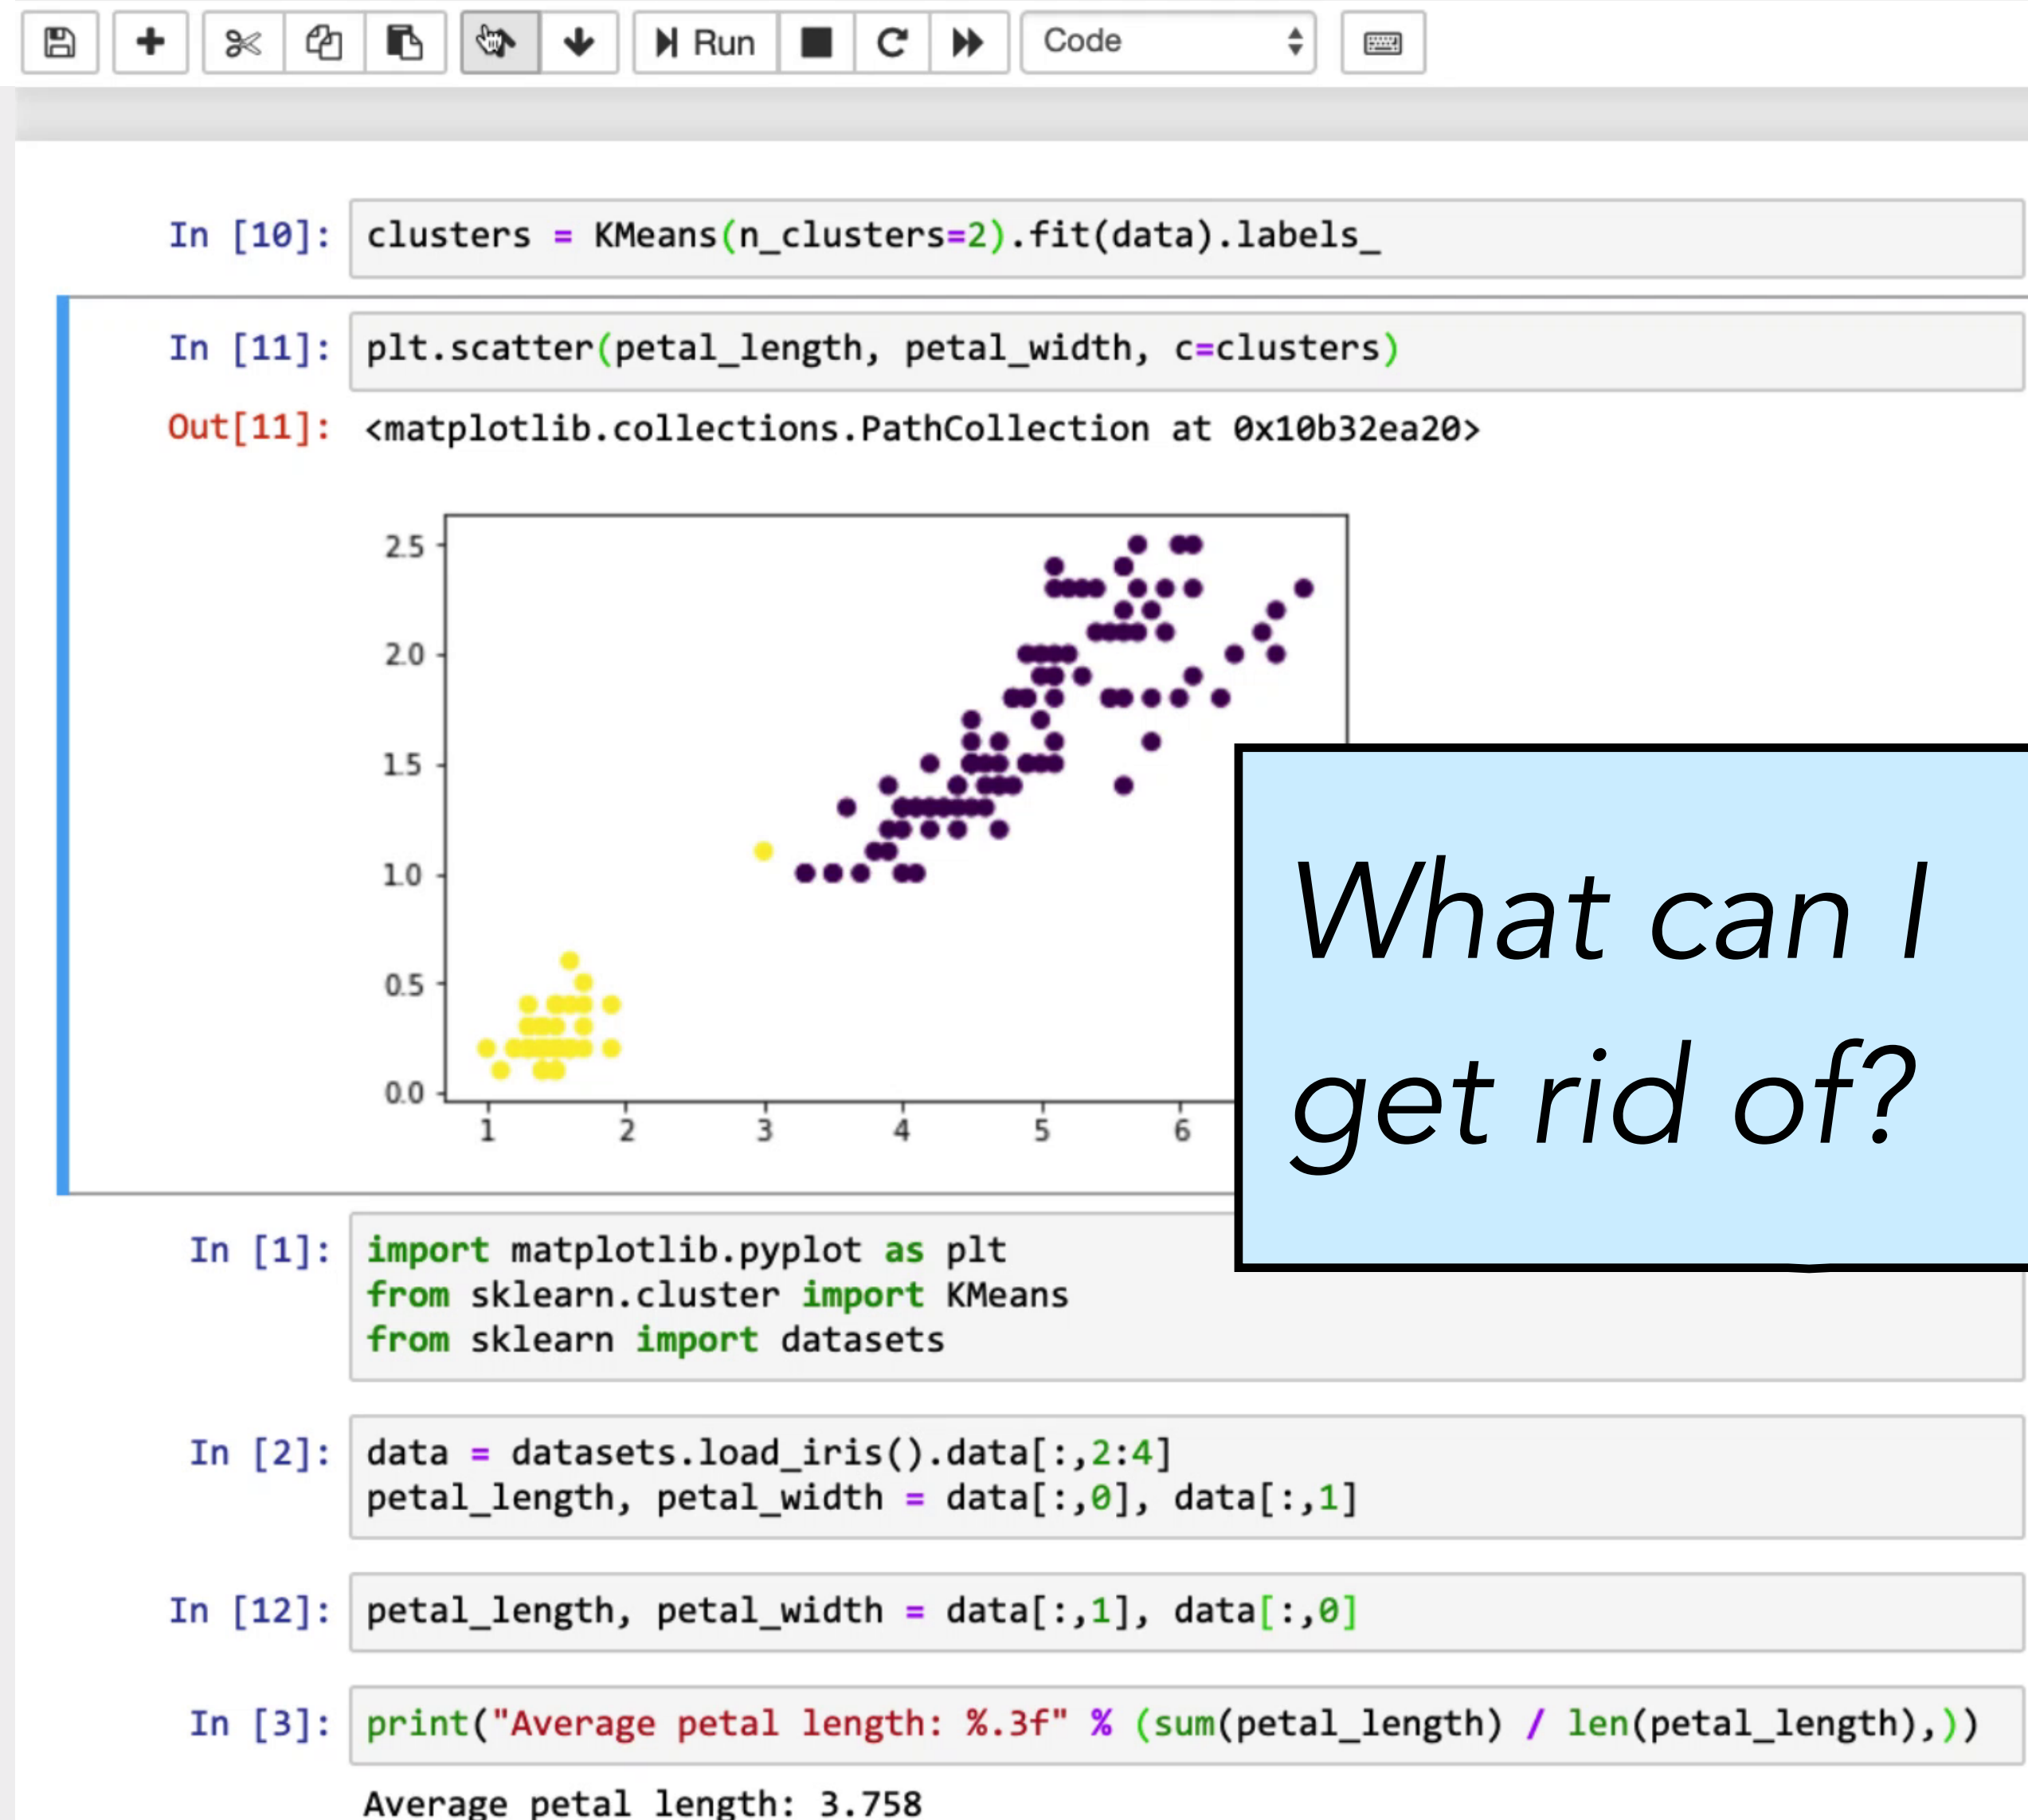 Run
Code
In [10]: clusters = KMeans(n_clusters=2).fit(data).labels_
In [11]: plt.scatter(petal_length, petal_width, c=clusters)
Out[11]: <matplotlib.collections.PathCollection at 0x10b32ea20>
2.5
2.0
1.5
1.0
0.5
0.0
1 2 3 4 5 6
What can I
get rid of?
In [1]: import matplotlib.pyplot as plt
from sklearn.cluster import KMeans
from sklearn import datasets
In [2]: data = datasets.load_iris().data[:,2:4]
petal_length, petal_width = data[:,0], data[:,1]
In [12]: petal_length, petal_width = data[:,1], data[:,0]
In [3]: print("Average petal length: %.3f" % (sum(petal_length) / len(petal_length),))
Average petal length: 3.758